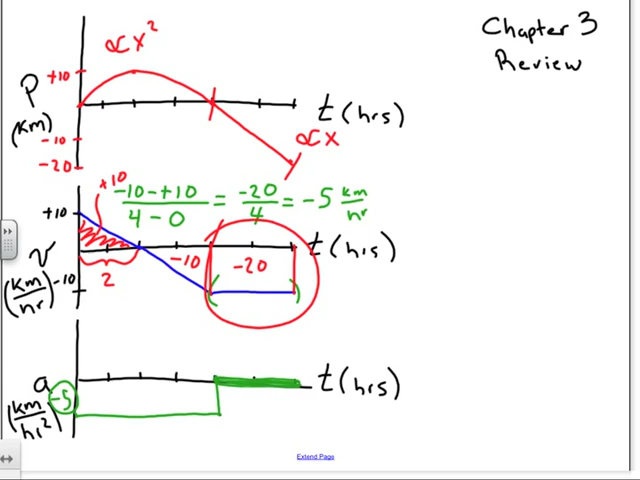 Chapter 3
Review
∝x²
P
(km)
+10
-10
-20
t (hrs)
∝x
+10
-10-+10/4-0 = -20/4 = -5 km/hr
+10
v
(km/hr)
-10
2
-10
-20
t (hrs)
a
(km/hr²)
-5
t (hrs)
Extend Page